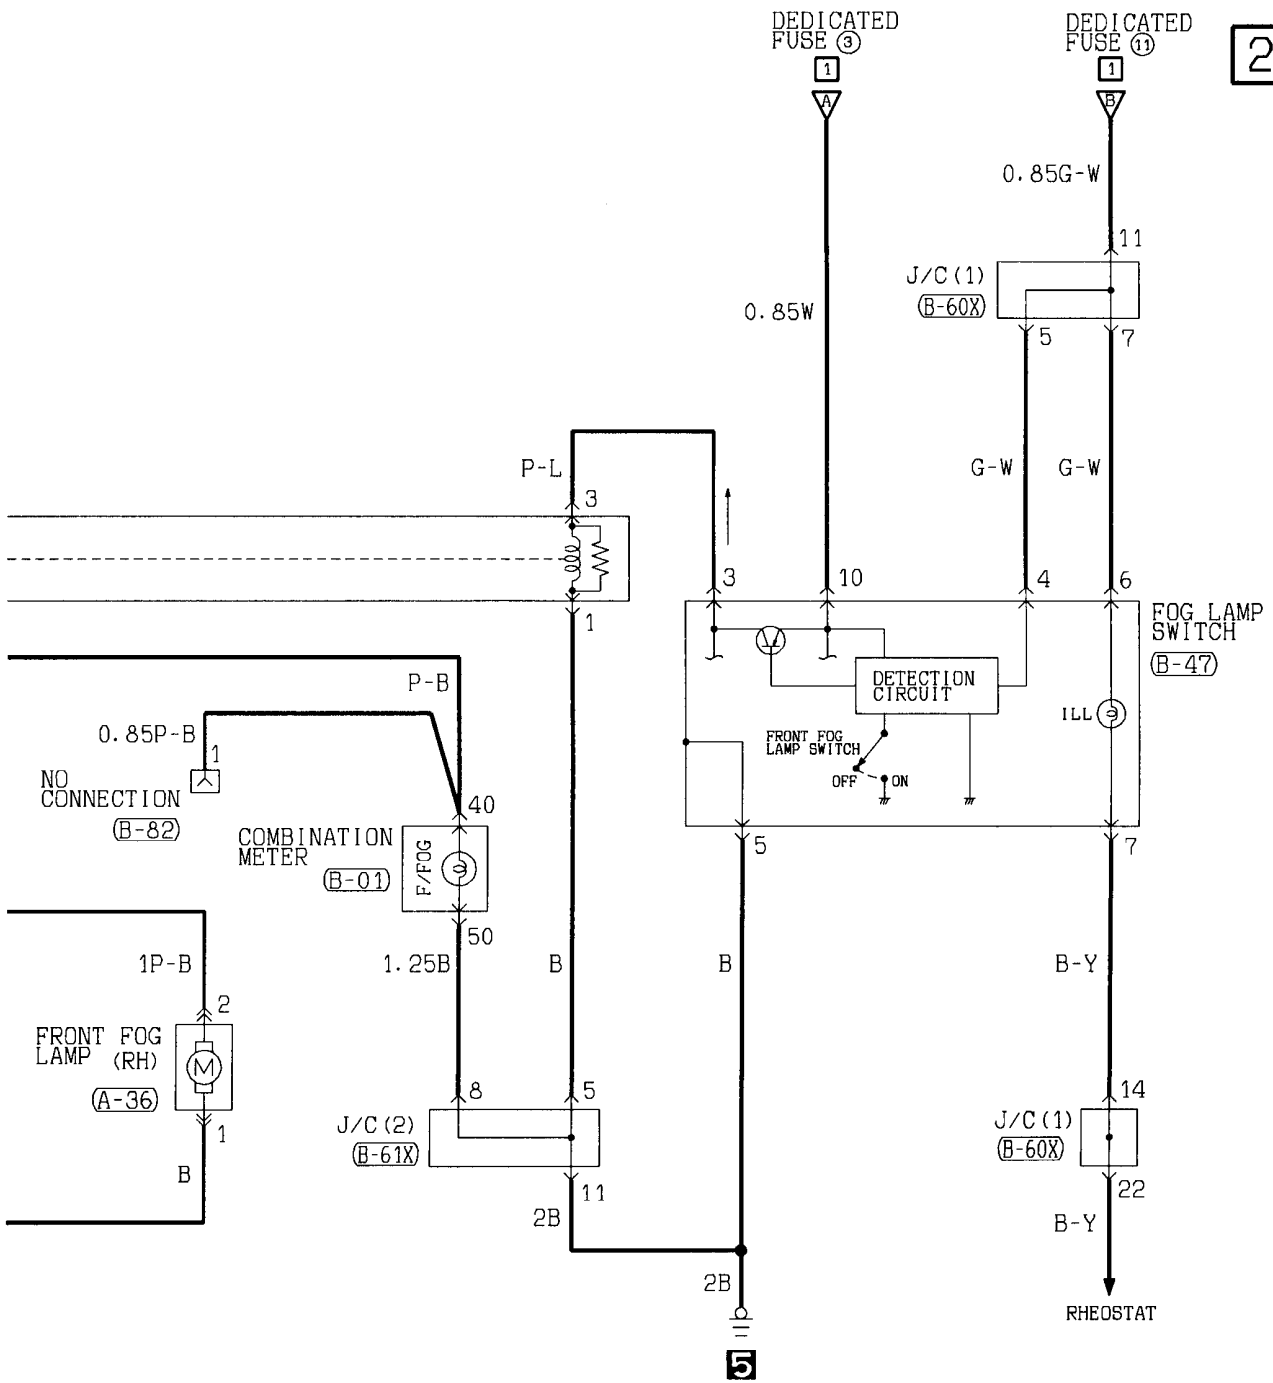 DEDICATED
FUSE ③
1
A
DEDICATED
FUSE ⑪
1
B
2
0.85G-W
11
J/C(1)
(B-60X)
0.85W
5
7
P-L
G-W
G-W
3
3
10
4
6
1
FOG LAMP
SWITCH
(B-47)
P-B
DETECTION
CIRCUIT
ILL
0.85P-B
1
FRONT FOG
LAMP SWITCH
OFF
ON
NO
CONNECTION
(B-82)
40
COMBINATION
METER
(B-01)
F/FOG
5
7
50
1P-B
1.25B
B
B
B-Y
2
FRONT FOG
LAMP (RH)
(A-36)
M
1
8
5
14
J/C(2)
(B-61X)
J/C(1)
(B-60X)
B
11
22
2B
B-Y
2B
RHEOSTAT
5